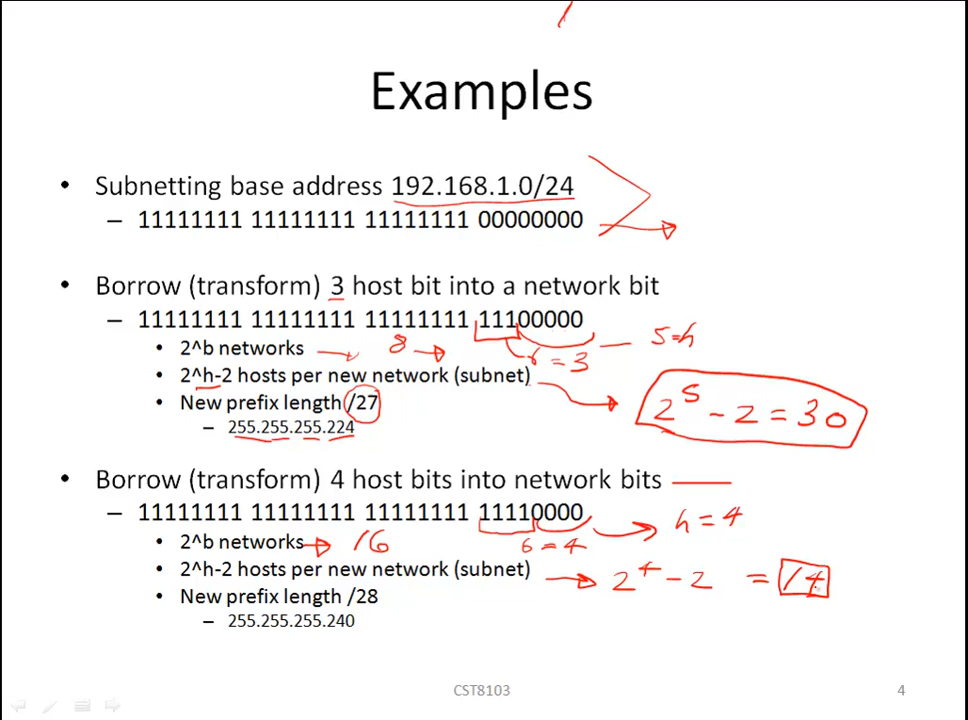 Examples
• Subnetting base address 192.168.1.0/24
– 11111111 11111111 11111111 00000000
• Borrow (transform) 3 host bit into a network bit
– 11111111 11111111 11111111 11100000
• 2^b networks 8
b = 3 5=h
• 2^h-2 hosts per new network (subnet)
• New prefix length /27
2^5 - 2 = 30
– 255.255.255.224
• Borrow (transform) 4 host bits into network bits
– 11111111 11111111 11111111 11110000
h = 4
• 2^b networks 16 b = 4
• 2^h-2 hosts per new network (subnet) 2^4 - 2 = 14
• New prefix length /28
– 255.255.255.240
CST8103
4